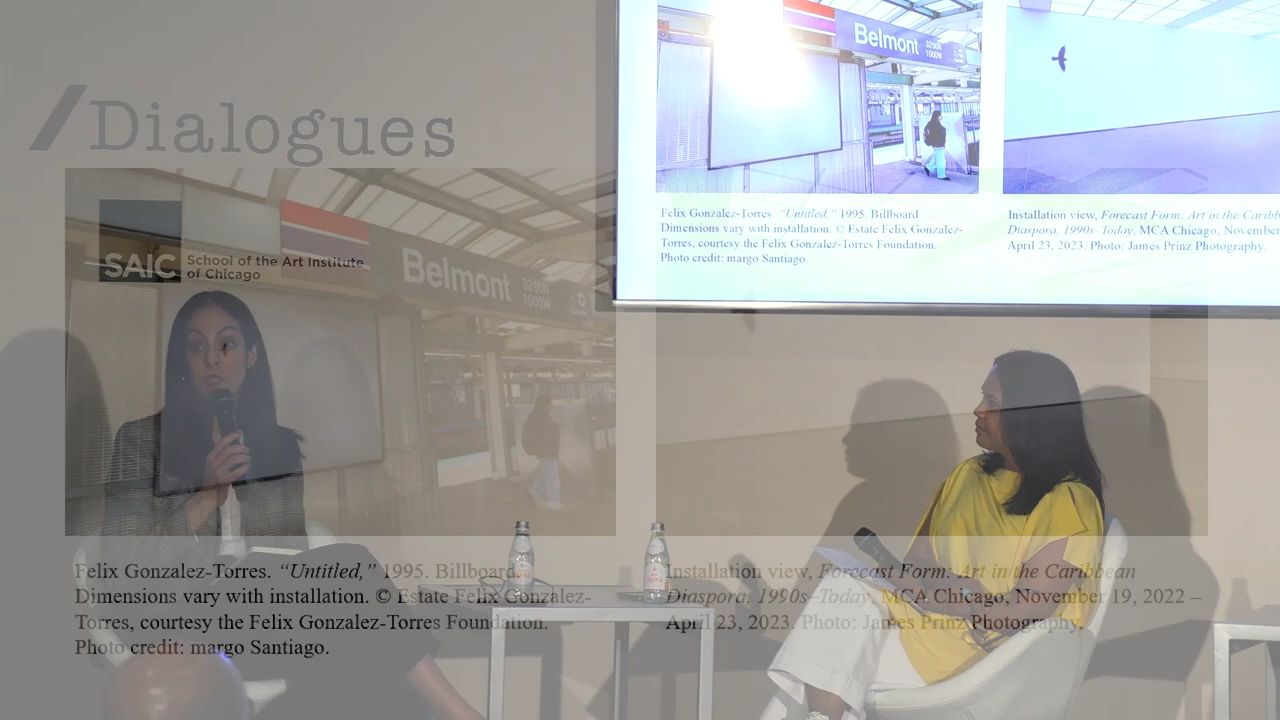 /Dialogues
SAIC School of the Art Institute
of Chicago
Belmont
3200N
1000W
Felix Gonzalez-Torres. “Untitled,” 1995. Billboard.
Dimensions vary with installation. © Estate Felix Gonzalez-
Torres, courtesy the Felix Gonzalez-Torres Foundation.
Photo credit: margo Santiago.
Installation view, Forecast Form: Art in the Caribbean
Diaspora, 1990s–Today, MCA Chicago, November 19, 2022 –
April 23, 2023. Photo: James Prinz Photography.
Belmont
3200N
1000W
Felix Gonzalez-Torres. “Untitled,” 1995. Billboard.
Dimensions vary with installation. © Estate Felix Gonzalez-
Torres, courtesy the Felix Gonzalez-Torres Foundation.
Photo credit: margo Santiago.
Installation view, Forecast Form: Art in the
Diaspora, 1990s–Today, MCA Chicago, November
April 23, 2023. Photo: James Prinz Photography.